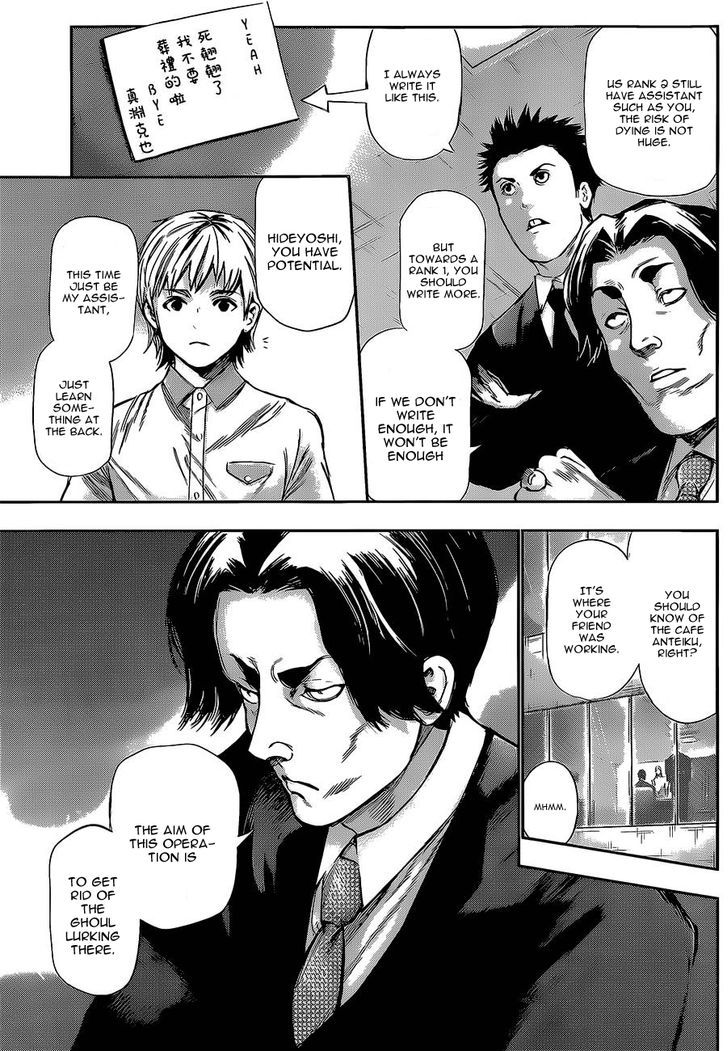 US RANK 2 STILL
HAVE ASSISTANT
SUCH AS YOU,
THE RISK OF
DYING IS NOT
HUGE.
I ALWAYS
WRITE IT
LIKE THIS.
YEAH
死翹翹了
我不要
葬禮的啦
BYE
真淵克也
BUT
TOWARDS A
RANK 1, YOU
SHOULD
WRITE MORE.
IF WE DON'T
WRITE
ENOUGH, IT
WON'T BE
ENOUGH
HIDEYOSHI,
YOU HAVE
POTENTIAL.
THIS TIME
JUST BE
MY ASSIS-
TANT,
JUST
LEARN
SOME-
THING AT
THE BACK.
YOU
SHOULD
KNOW OF
THE CAFE
ANTEIKU,
RIGHT?
IT'S
WHERE
YOUR
FRIEND
WAS
WORKING.
MHMM.
THE AIM OF
THIS OPERA-
TION IS
TO GET
RID OF
THE
GHOUL
LURKING
THERE.